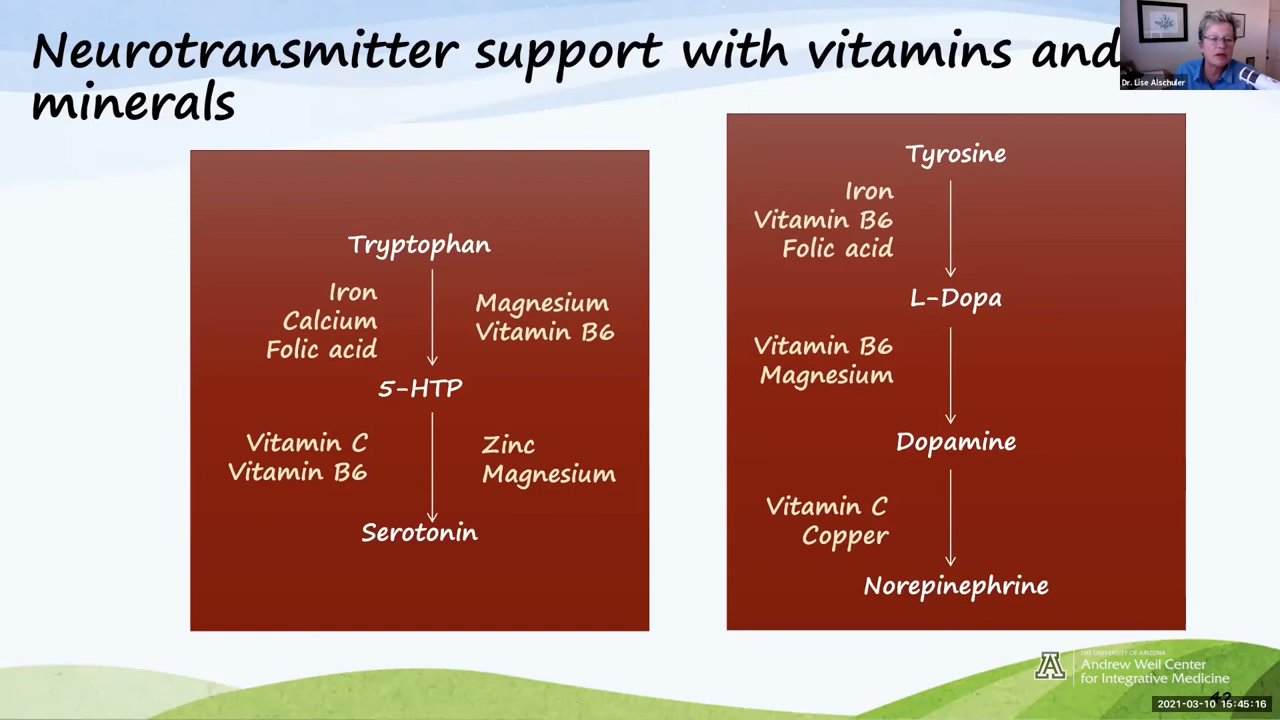 Neurotransmitter support with vitamins and
minerals
Dr. Lise Alschuler
Tryptophan
Iron
Calcium
Folic acid
Magnesium
Vitamin B6
5-HTP
Vitamin C
Vitamin B6
Zinc
Magnesium
Serotonin
Tyrosine
Iron
Vitamin B6
Folic acid
L-Dopa
Vitamin B6
Magnesium
Dopamine
Vitamin C
Copper
Norepinephrine
THE UNIVERSITY OF ARIZONA
Andrew Weil Center
for Integrative Medicine
2021-03-10 15:45:16